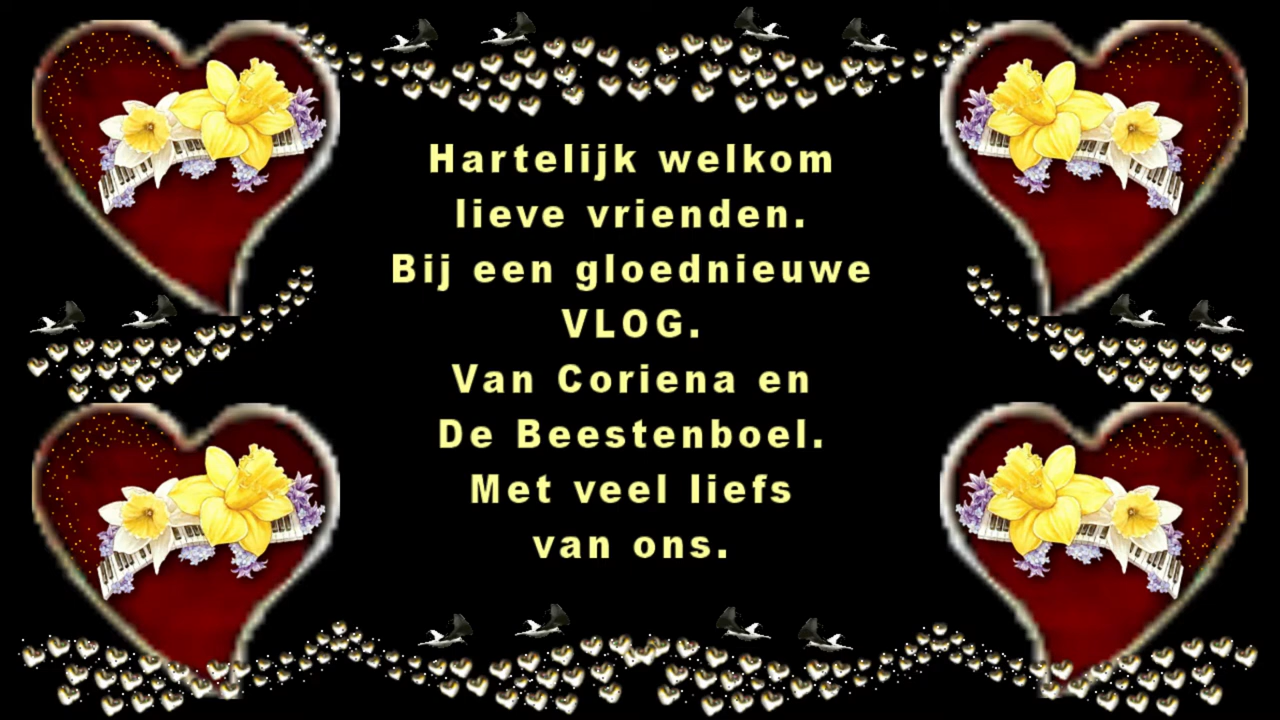 Hartelijk welkom
lieve vrienden.
Bij een gloednieuwe
VLOG.
Van Coriena en
De Beestenboel.
Met veel liefs
van ons.